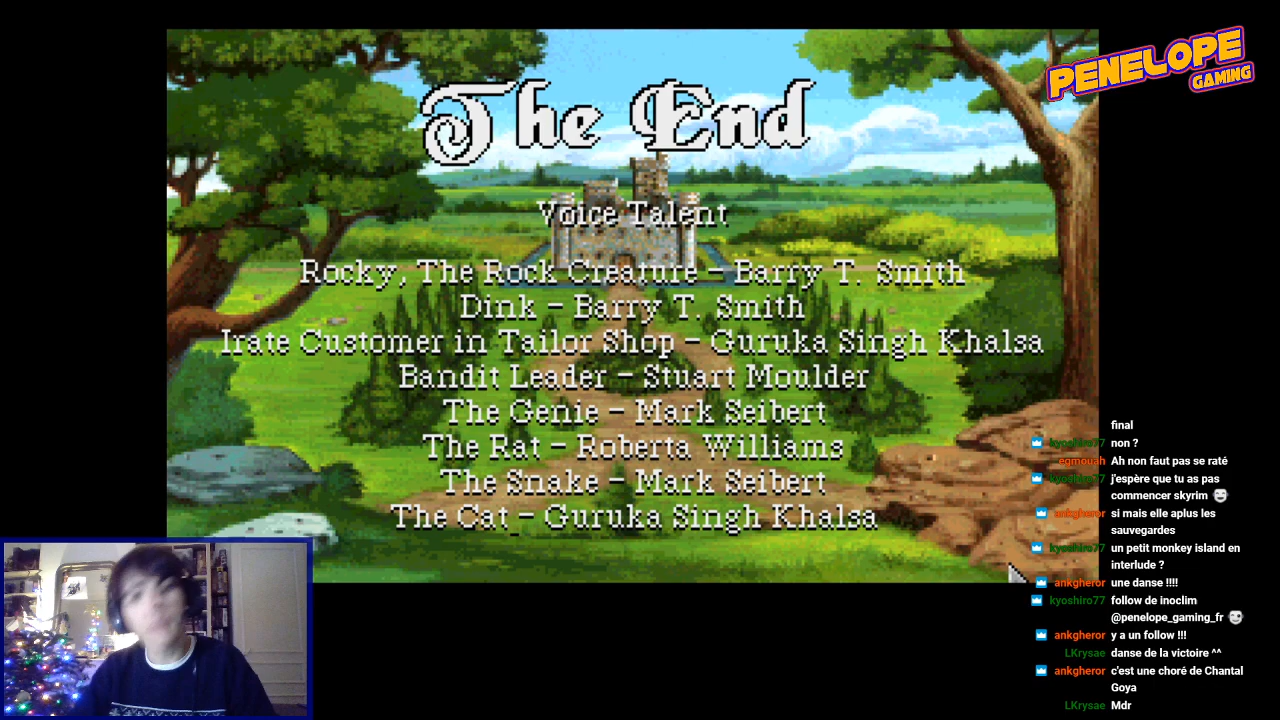 The End
PENELOPE
GAMING
Voice Talent
Rocky, The Rock Creature - Barry T. Smith
Dink - Barry T. Smith
Irate Customer in Tailor Shop - Guruka Singh Khalsa
Bandit Leader - Stuart Moulder
The Genie - Mark Seibert
The Rat - Roberta Williams
The Snake - Mark Seibert
The Cat - Guruka Singh Khalsa
final
kyoshiro77 non ?
egmouah Ah non faut pas se raté
kyoshiro77 j'espère que tu as pas
commencer skyrim
ankgheror si mais elle aplus les
sauvegardes
kyoshiro77 un petit monkey island en
interlude ?
ankgheror une danse !!!!
kyoshiro77 follow de inoclim
@penelope_gaming_fr
ankgheror y a un follow !!!
LKrysae danse de la victoire ^^
ankgheror c'est une choré de Chantal
Goya
LKrysae Mdr